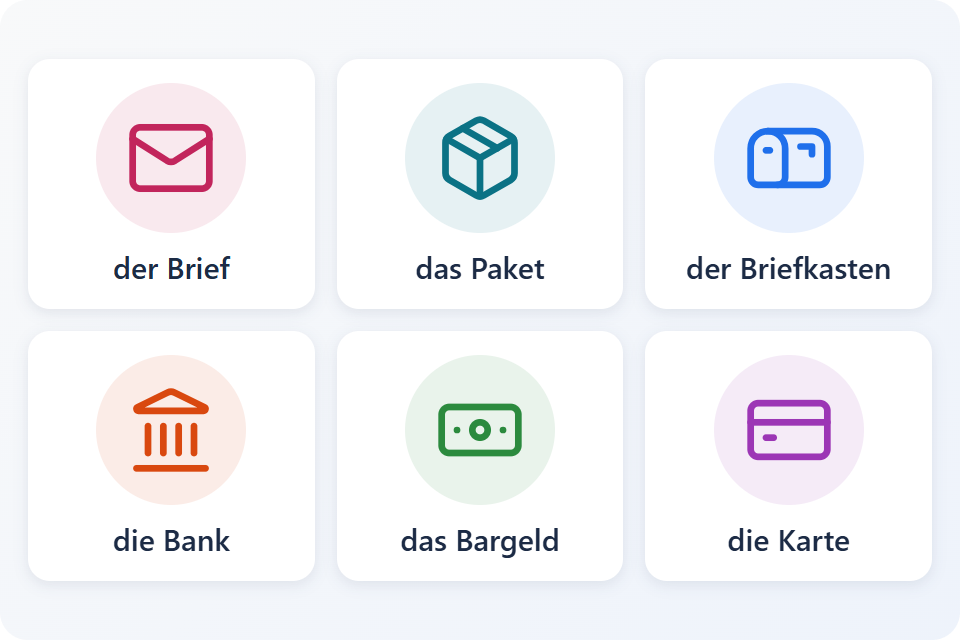 der Brief
das Paket
der Briefkasten
die Bank
das Bargeld
die Karte